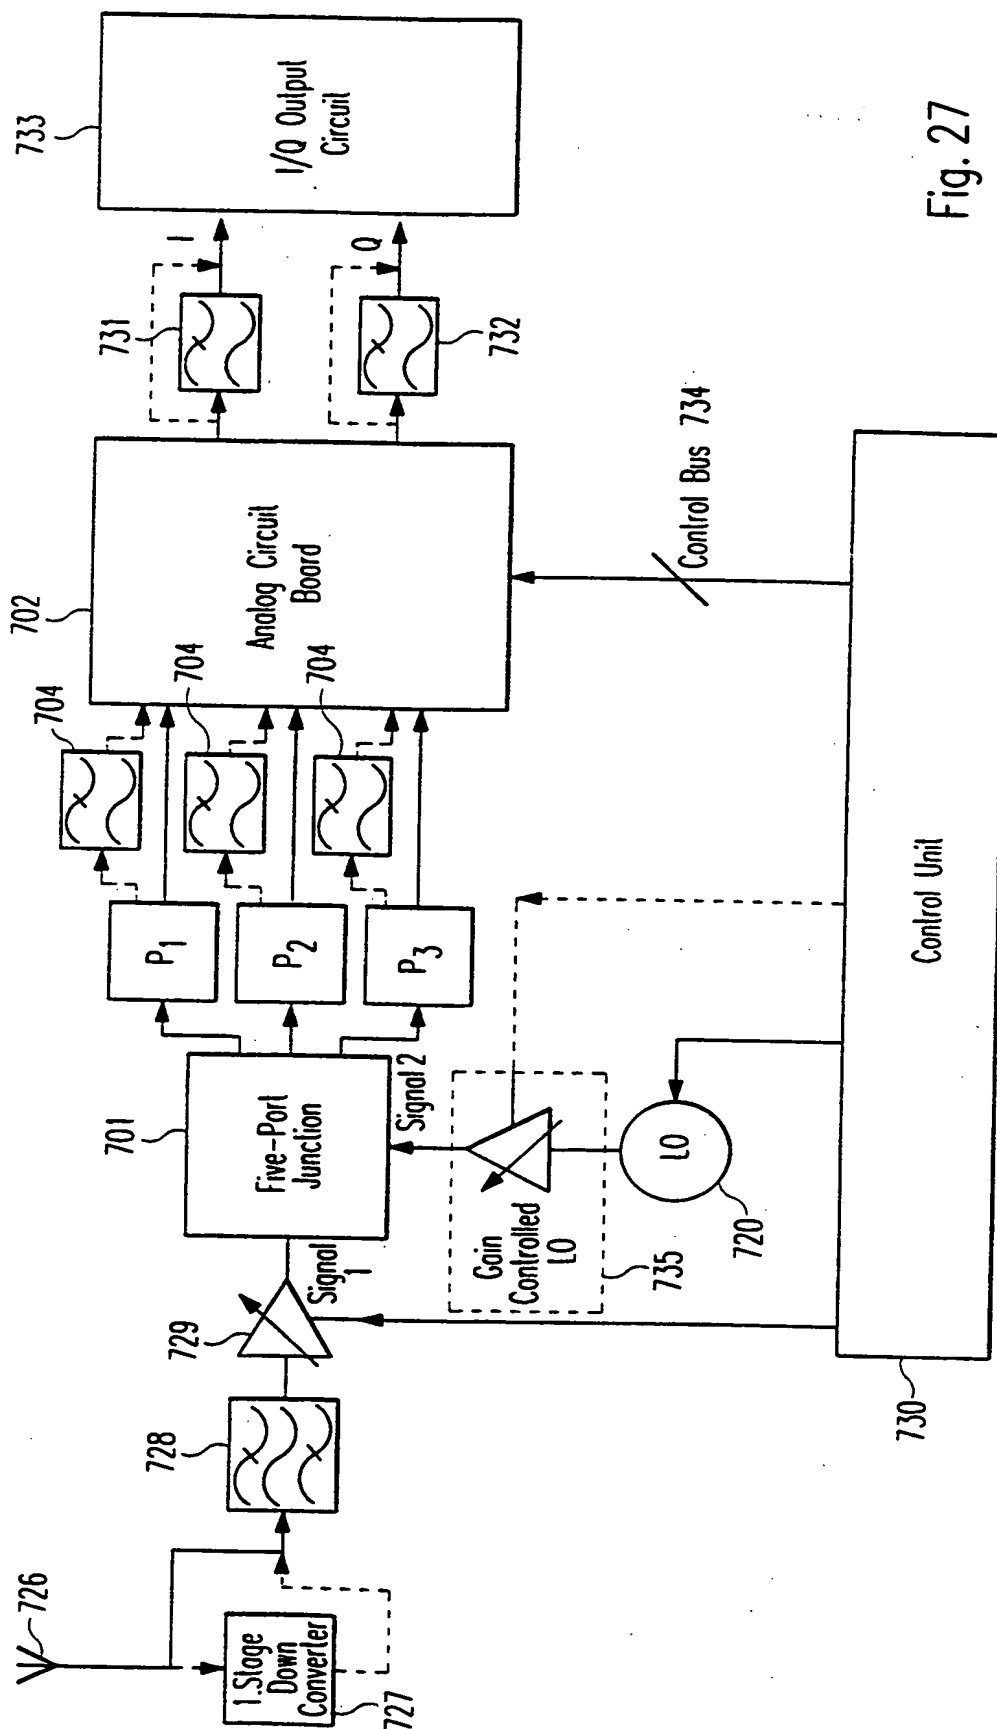 726
1.Stage
Down
Converter
727
728
729
Signal
1
701
Five-Port
Junction
Signal 2
Gain
Controlled
LO
735
LO
720
P1
P2
P3
704
704
704
702
Analog Circuit
Board
731
732
I
Q
733
I/Q Output
Circuit
Control Bus 734
Control Unit
730
Fig. 27